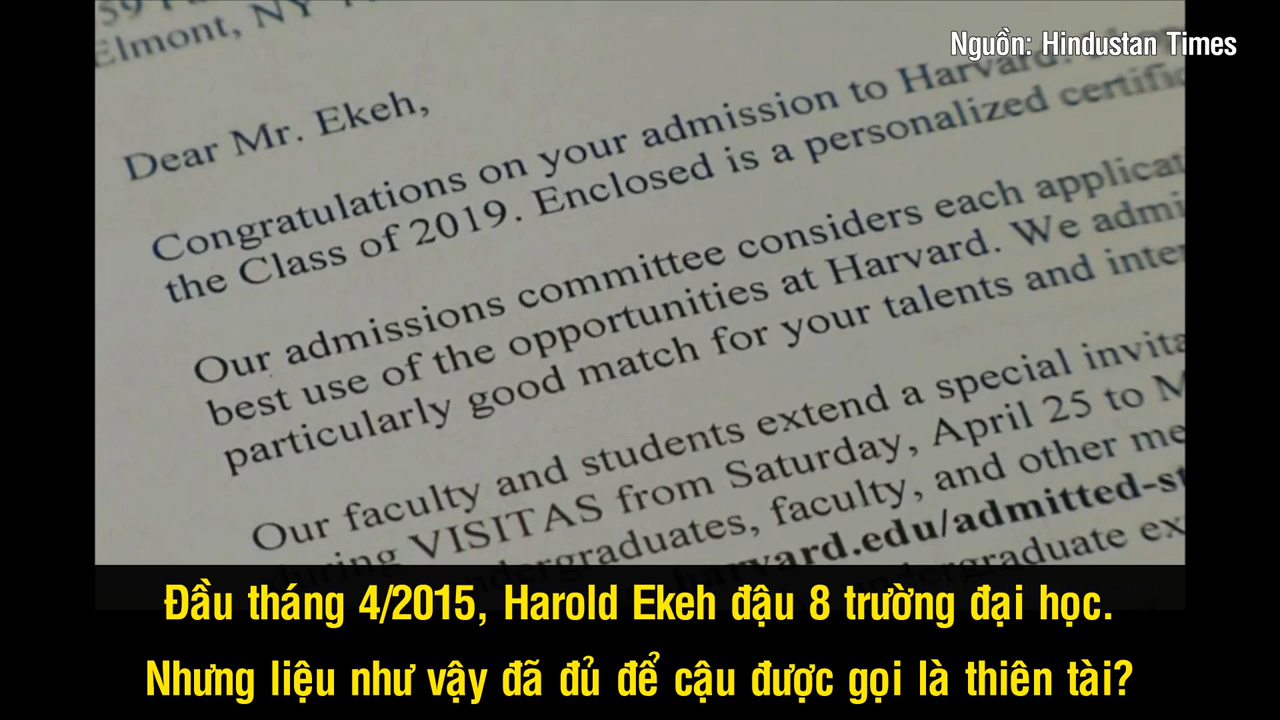 Elmont, NY
Nguồn: Hindustan Times
Dear Mr. Ekeh,
Congratulations on your admission to Harvard.
the Class of 2019. Enclosed is a personalized
Our admissions committee considers each
best use of the opportunities at Harvard. We
particularly good match for your talents and
Our faculty and students extend a special
during VISITAS from Saturday, April 25 to
undergraduates, faculty, and other
harvard.edu/admitted-
Đầu tháng 4/2015, Harold Ekeh đậu 8 trường đại học.
Nhưng liệu như vậy đã đủ để cậu được gọi là thiên tài?